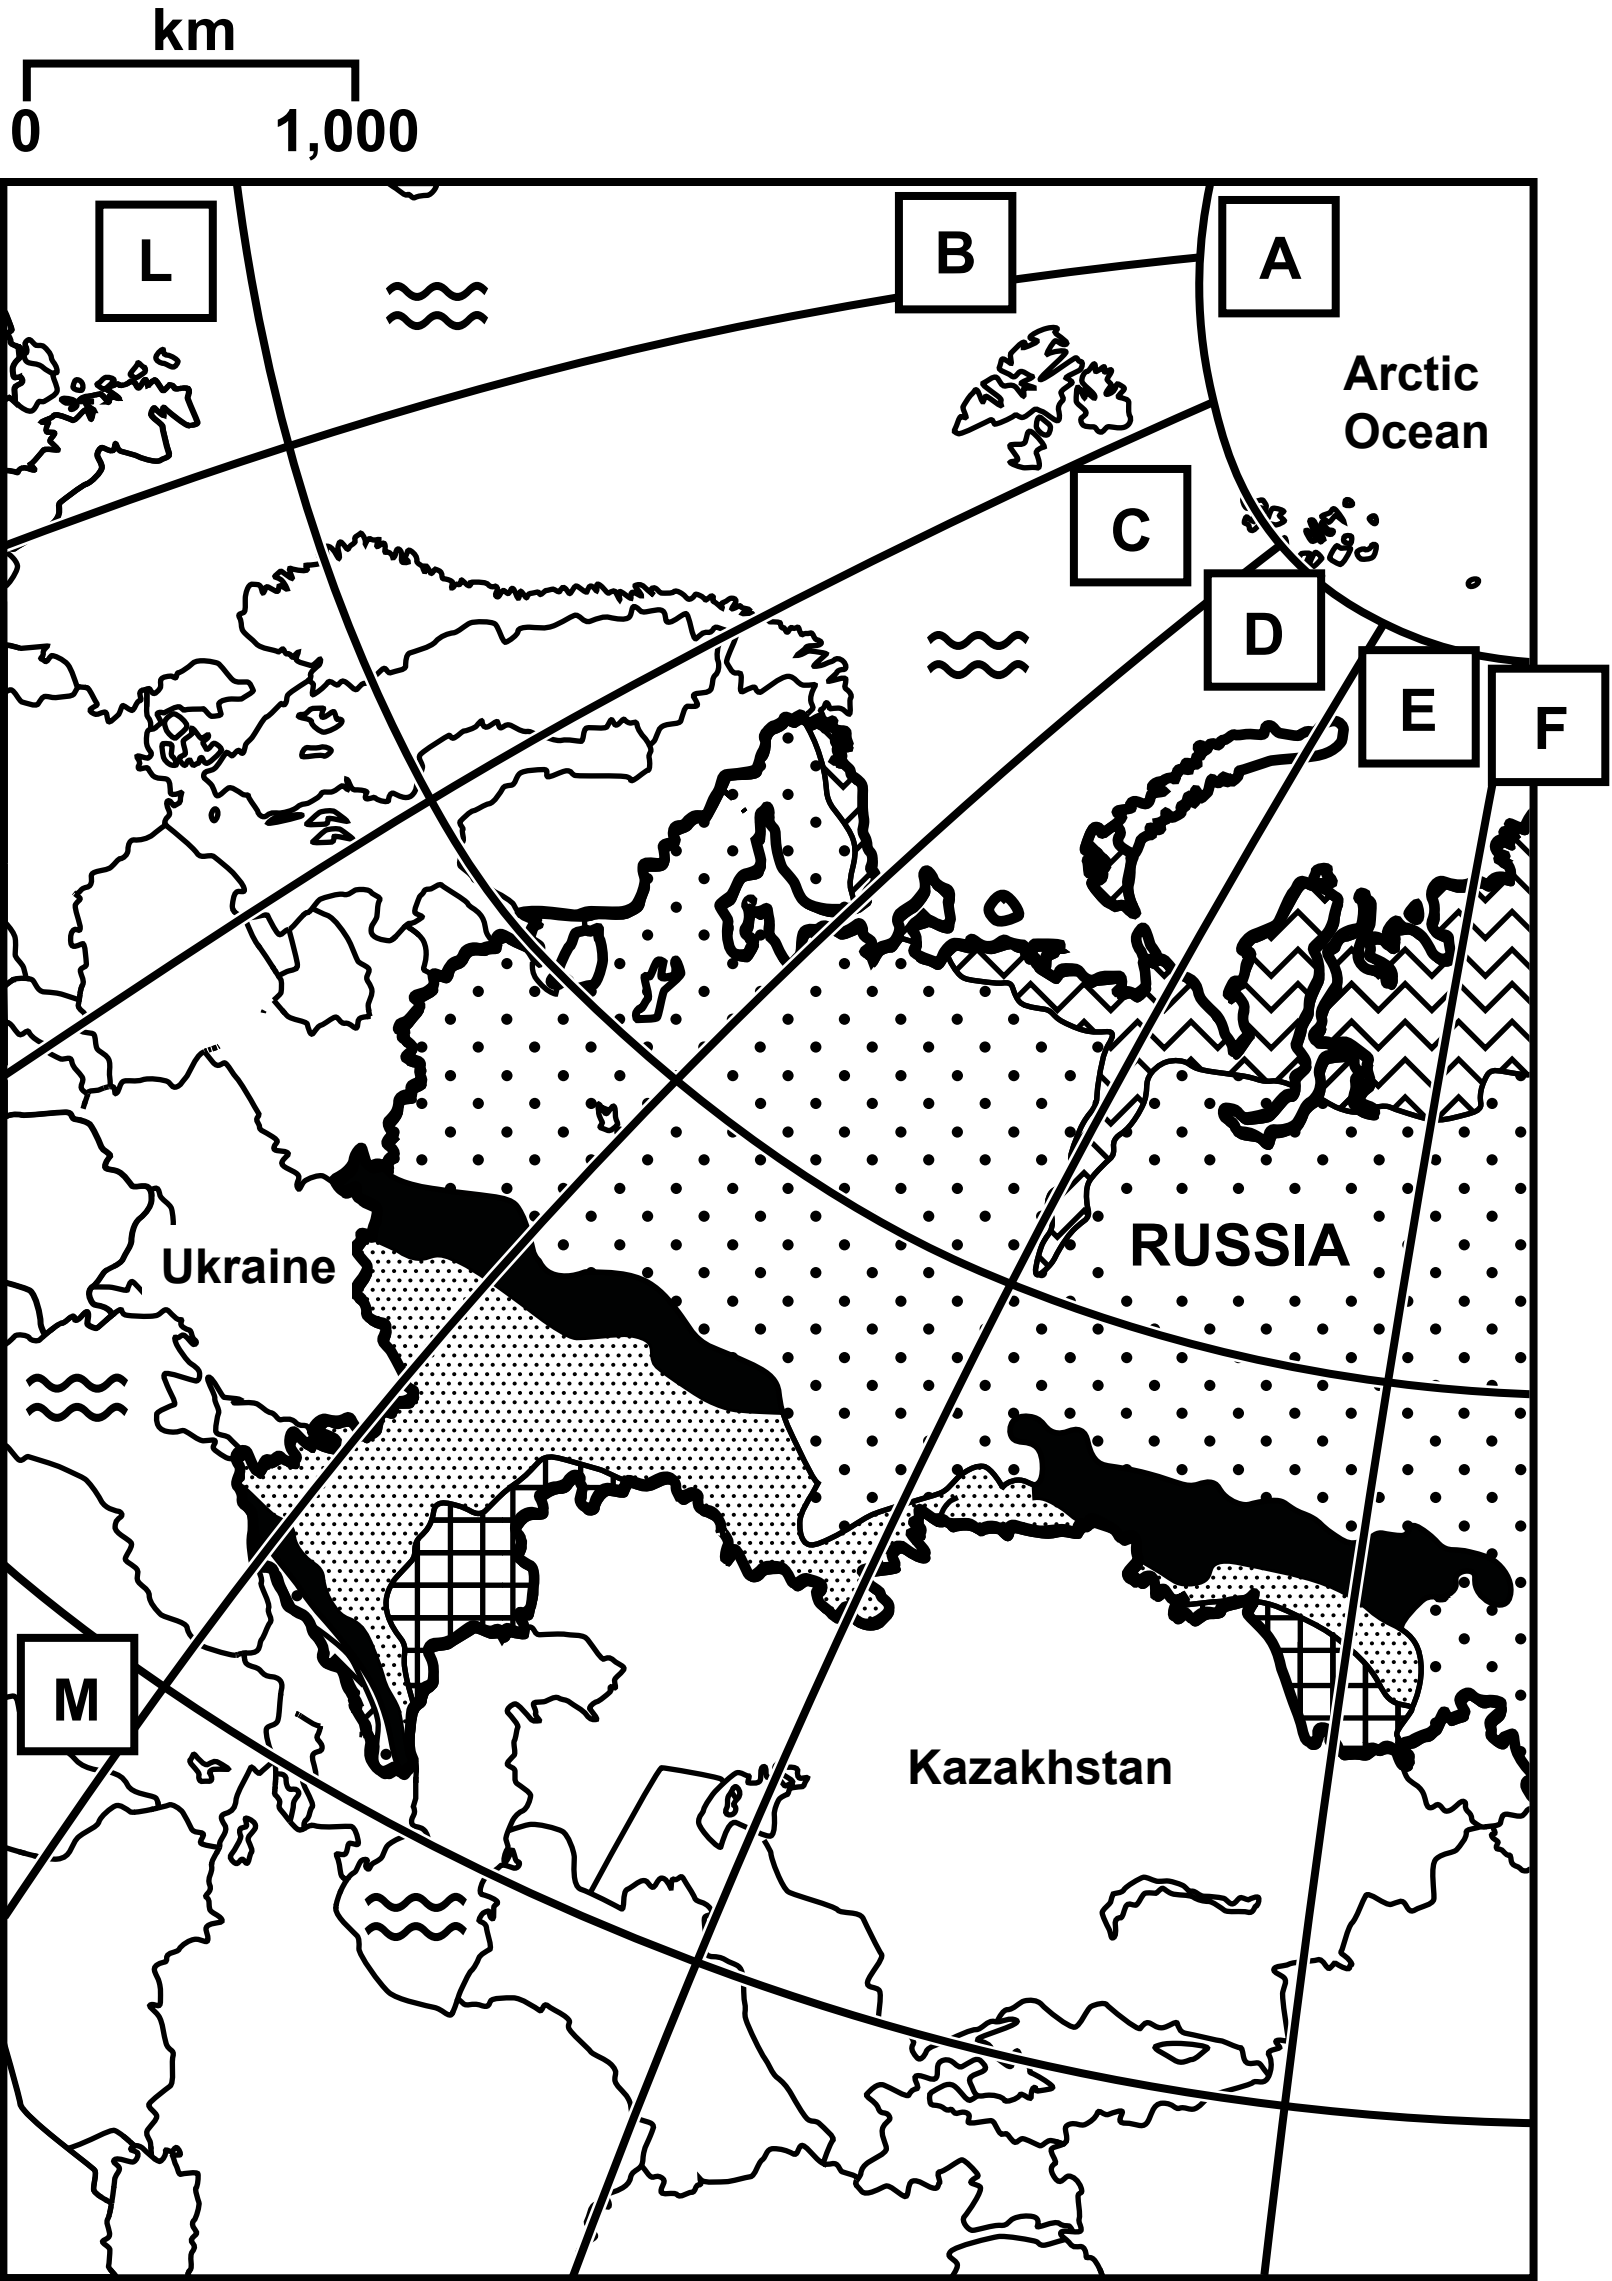 km
0 1,000
L
B
A
Arctic
Ocean
C
D
E
F
RUSSIA
Ukraine
M
Kazakhstan